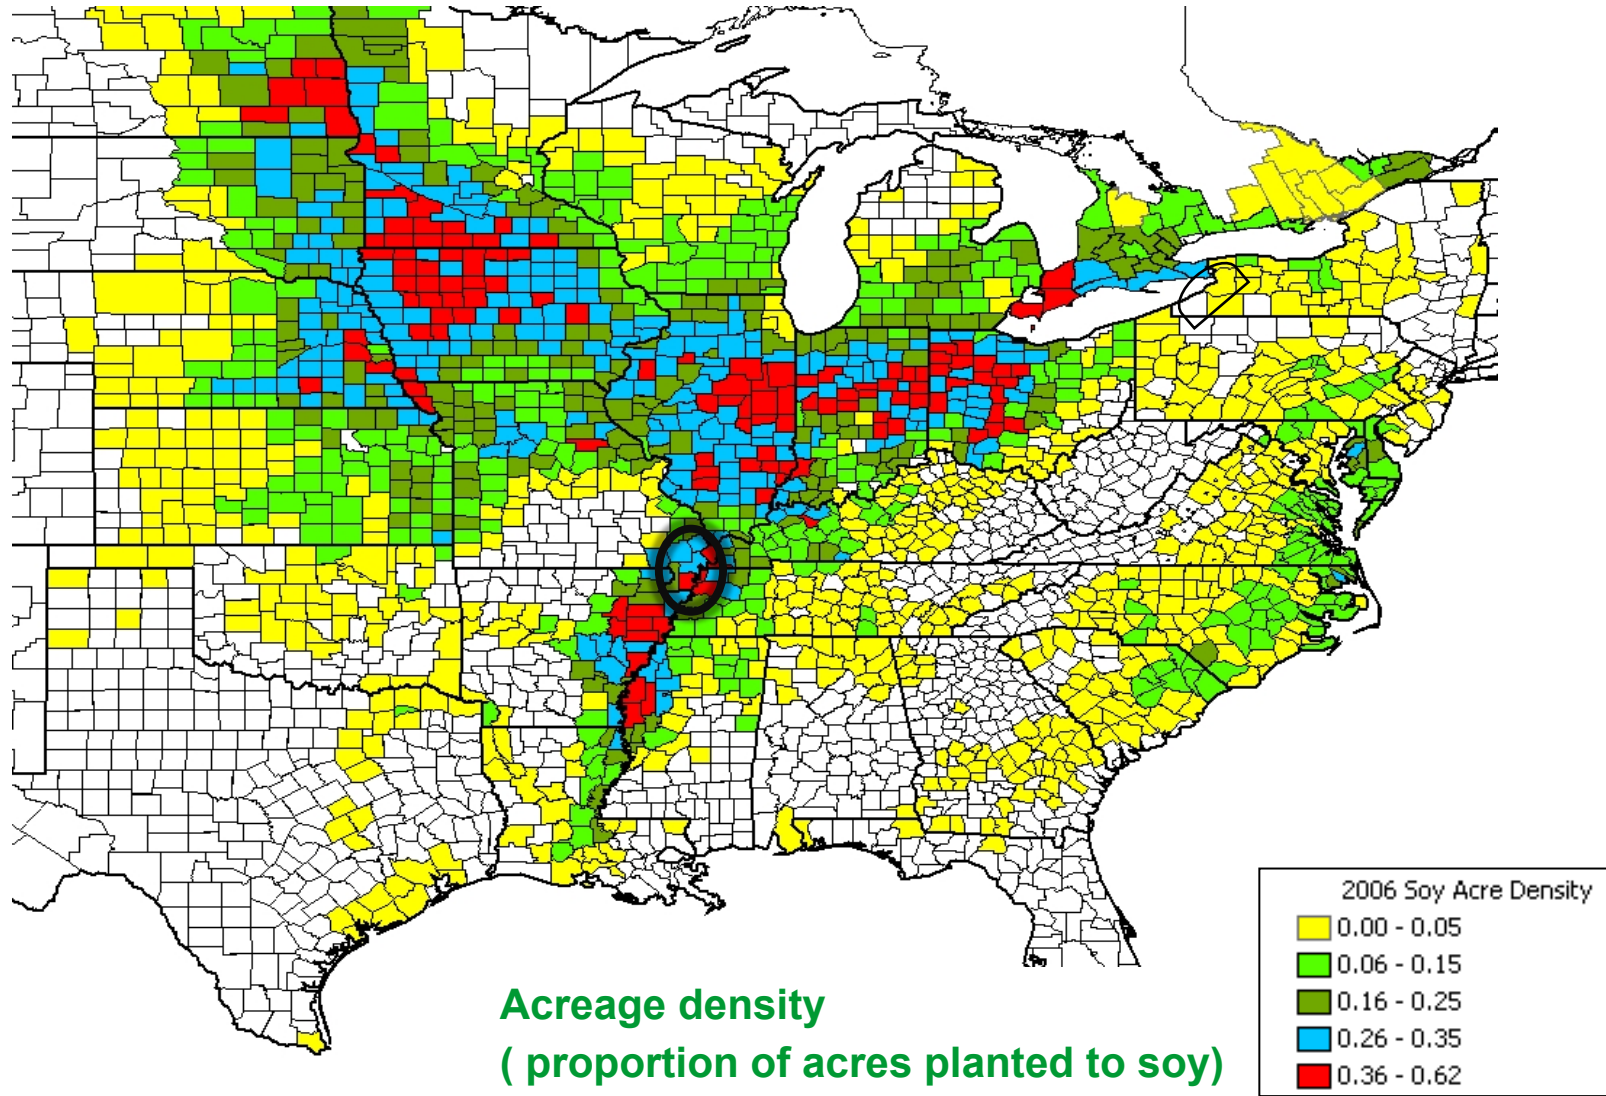 2006 Soy Acre Density
0.00 - 0.05
0.06 - 0.15
0.16 - 0.25
0.26 - 0.35
0.36 - 0.62
Acreage density
( proportion of acres planted to soy)